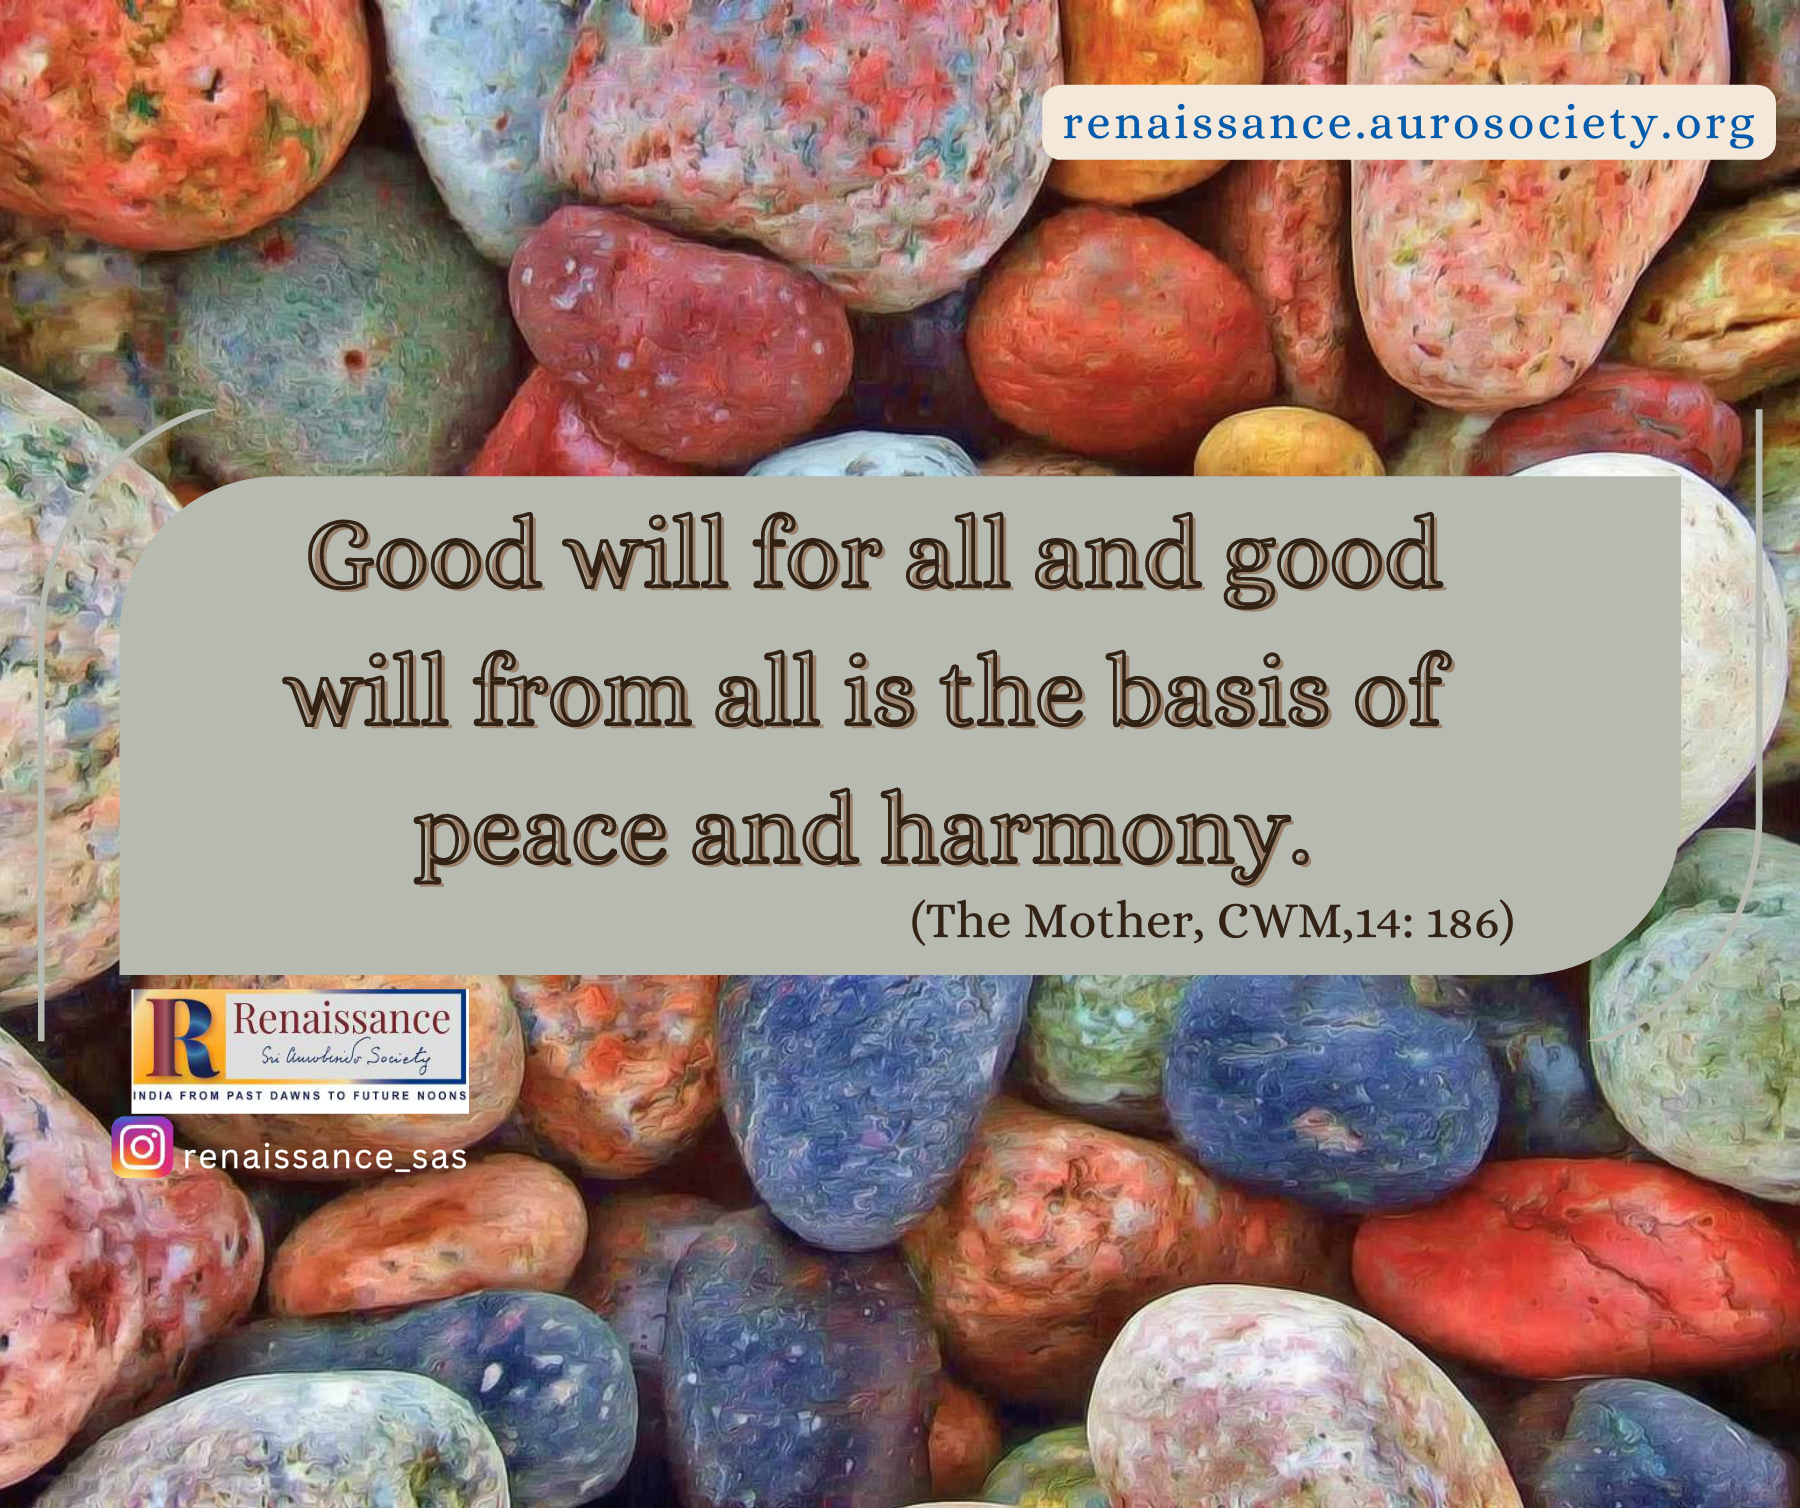 renaissance.aurosociety.org
Good will for all and good
will from all is the basis of
peace and harmony.
(The Mother, CWM,14: 186)
R Renaissance
Sri Aurobindo Society
INDIA FROM PAST DAWNS TO FUTURE NOONS
renaissance_sas